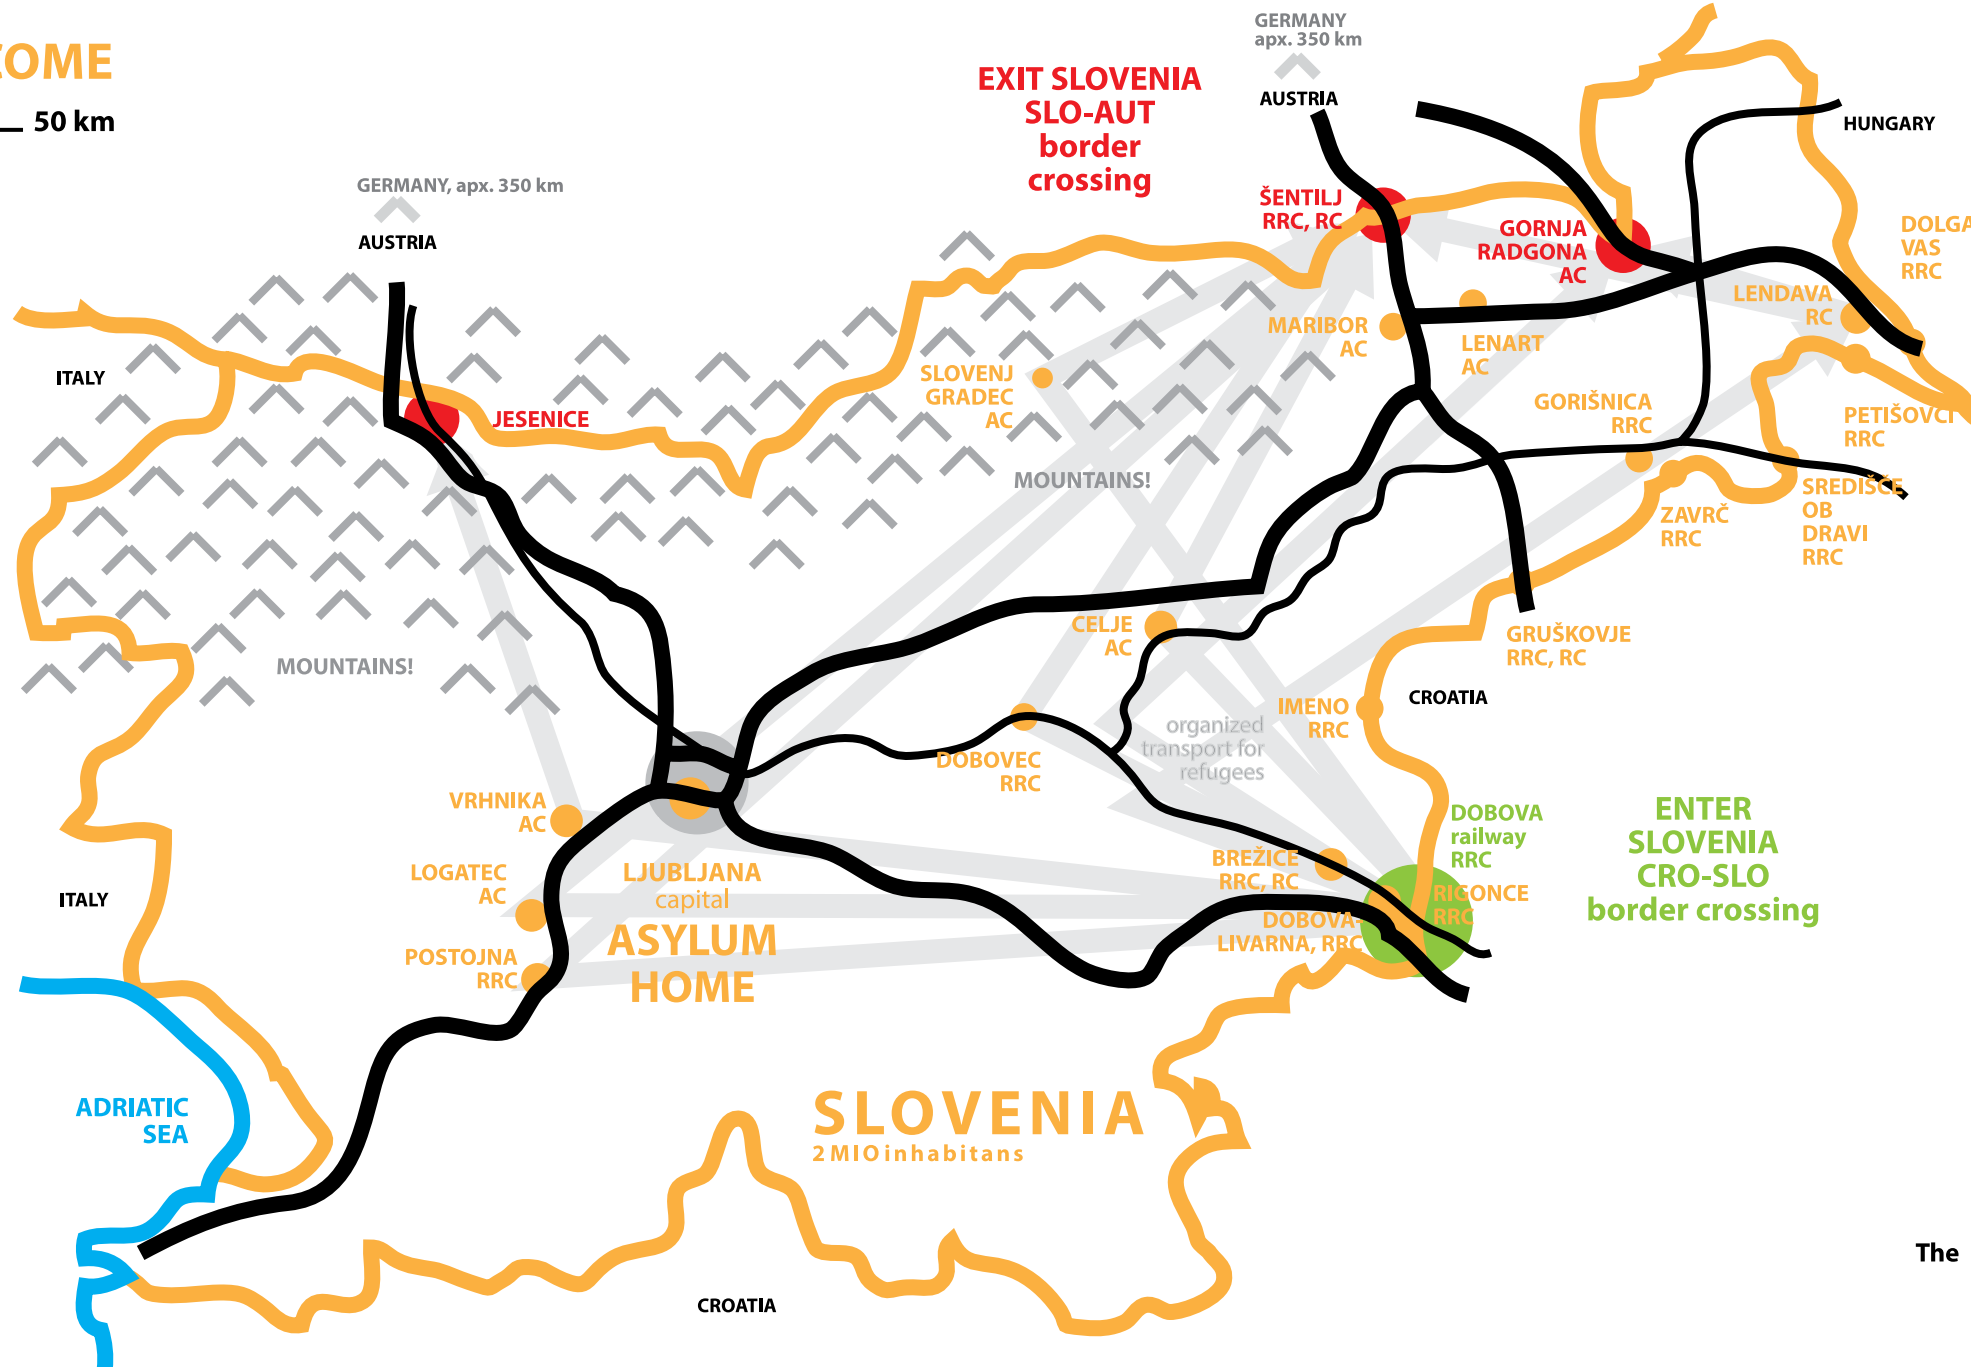 COME
50 km
GERMANY
apx. 350 km
AUSTRIA
EXIT SLOVENIA
SLO-AUT
border
crossing
HUNGARY
GERMANY, apx. 350 km
AUSTRIA
ŠENTILJ
RRC, RC
GORNJA
RADGONA
AC
DOLGA
VAS
RRC
LENDAVA
RC
MARIBOR
AC
LENART
AC
ITALY
JESENICE
SLOVENJ
GRADEC
AC
GORIŠNICA
RRC
PETIŠOVCI
RRC
MOUNTAINS!
SREDIŠČE
OB
DRAVI
RRC
ZAVRČ
RRC
CELJE
AC
GRUŠKOVJE
RRC, RC
MOUNTAINS!
CROATIA
IMENO
RRC
organized
transport for
refugees
DOBOVEC
RRC
VRHNIKA
AC
DOBOVA
railway
RRC
ENTER
SLOVENIA
CRO-SLO
border crossing
BREŽICE
RRC, RC
LOGATEC
AC
LJUBLJANA
capital
ASYLUM
HOME
ITALY
RIGONCE
RRC
DOBOVA-
LIVARNA, RRC
POSTOJNA
RRC
ADRIATIC
SEA
SLOVENIA
2 MIO inhabitans
The
CROATIA